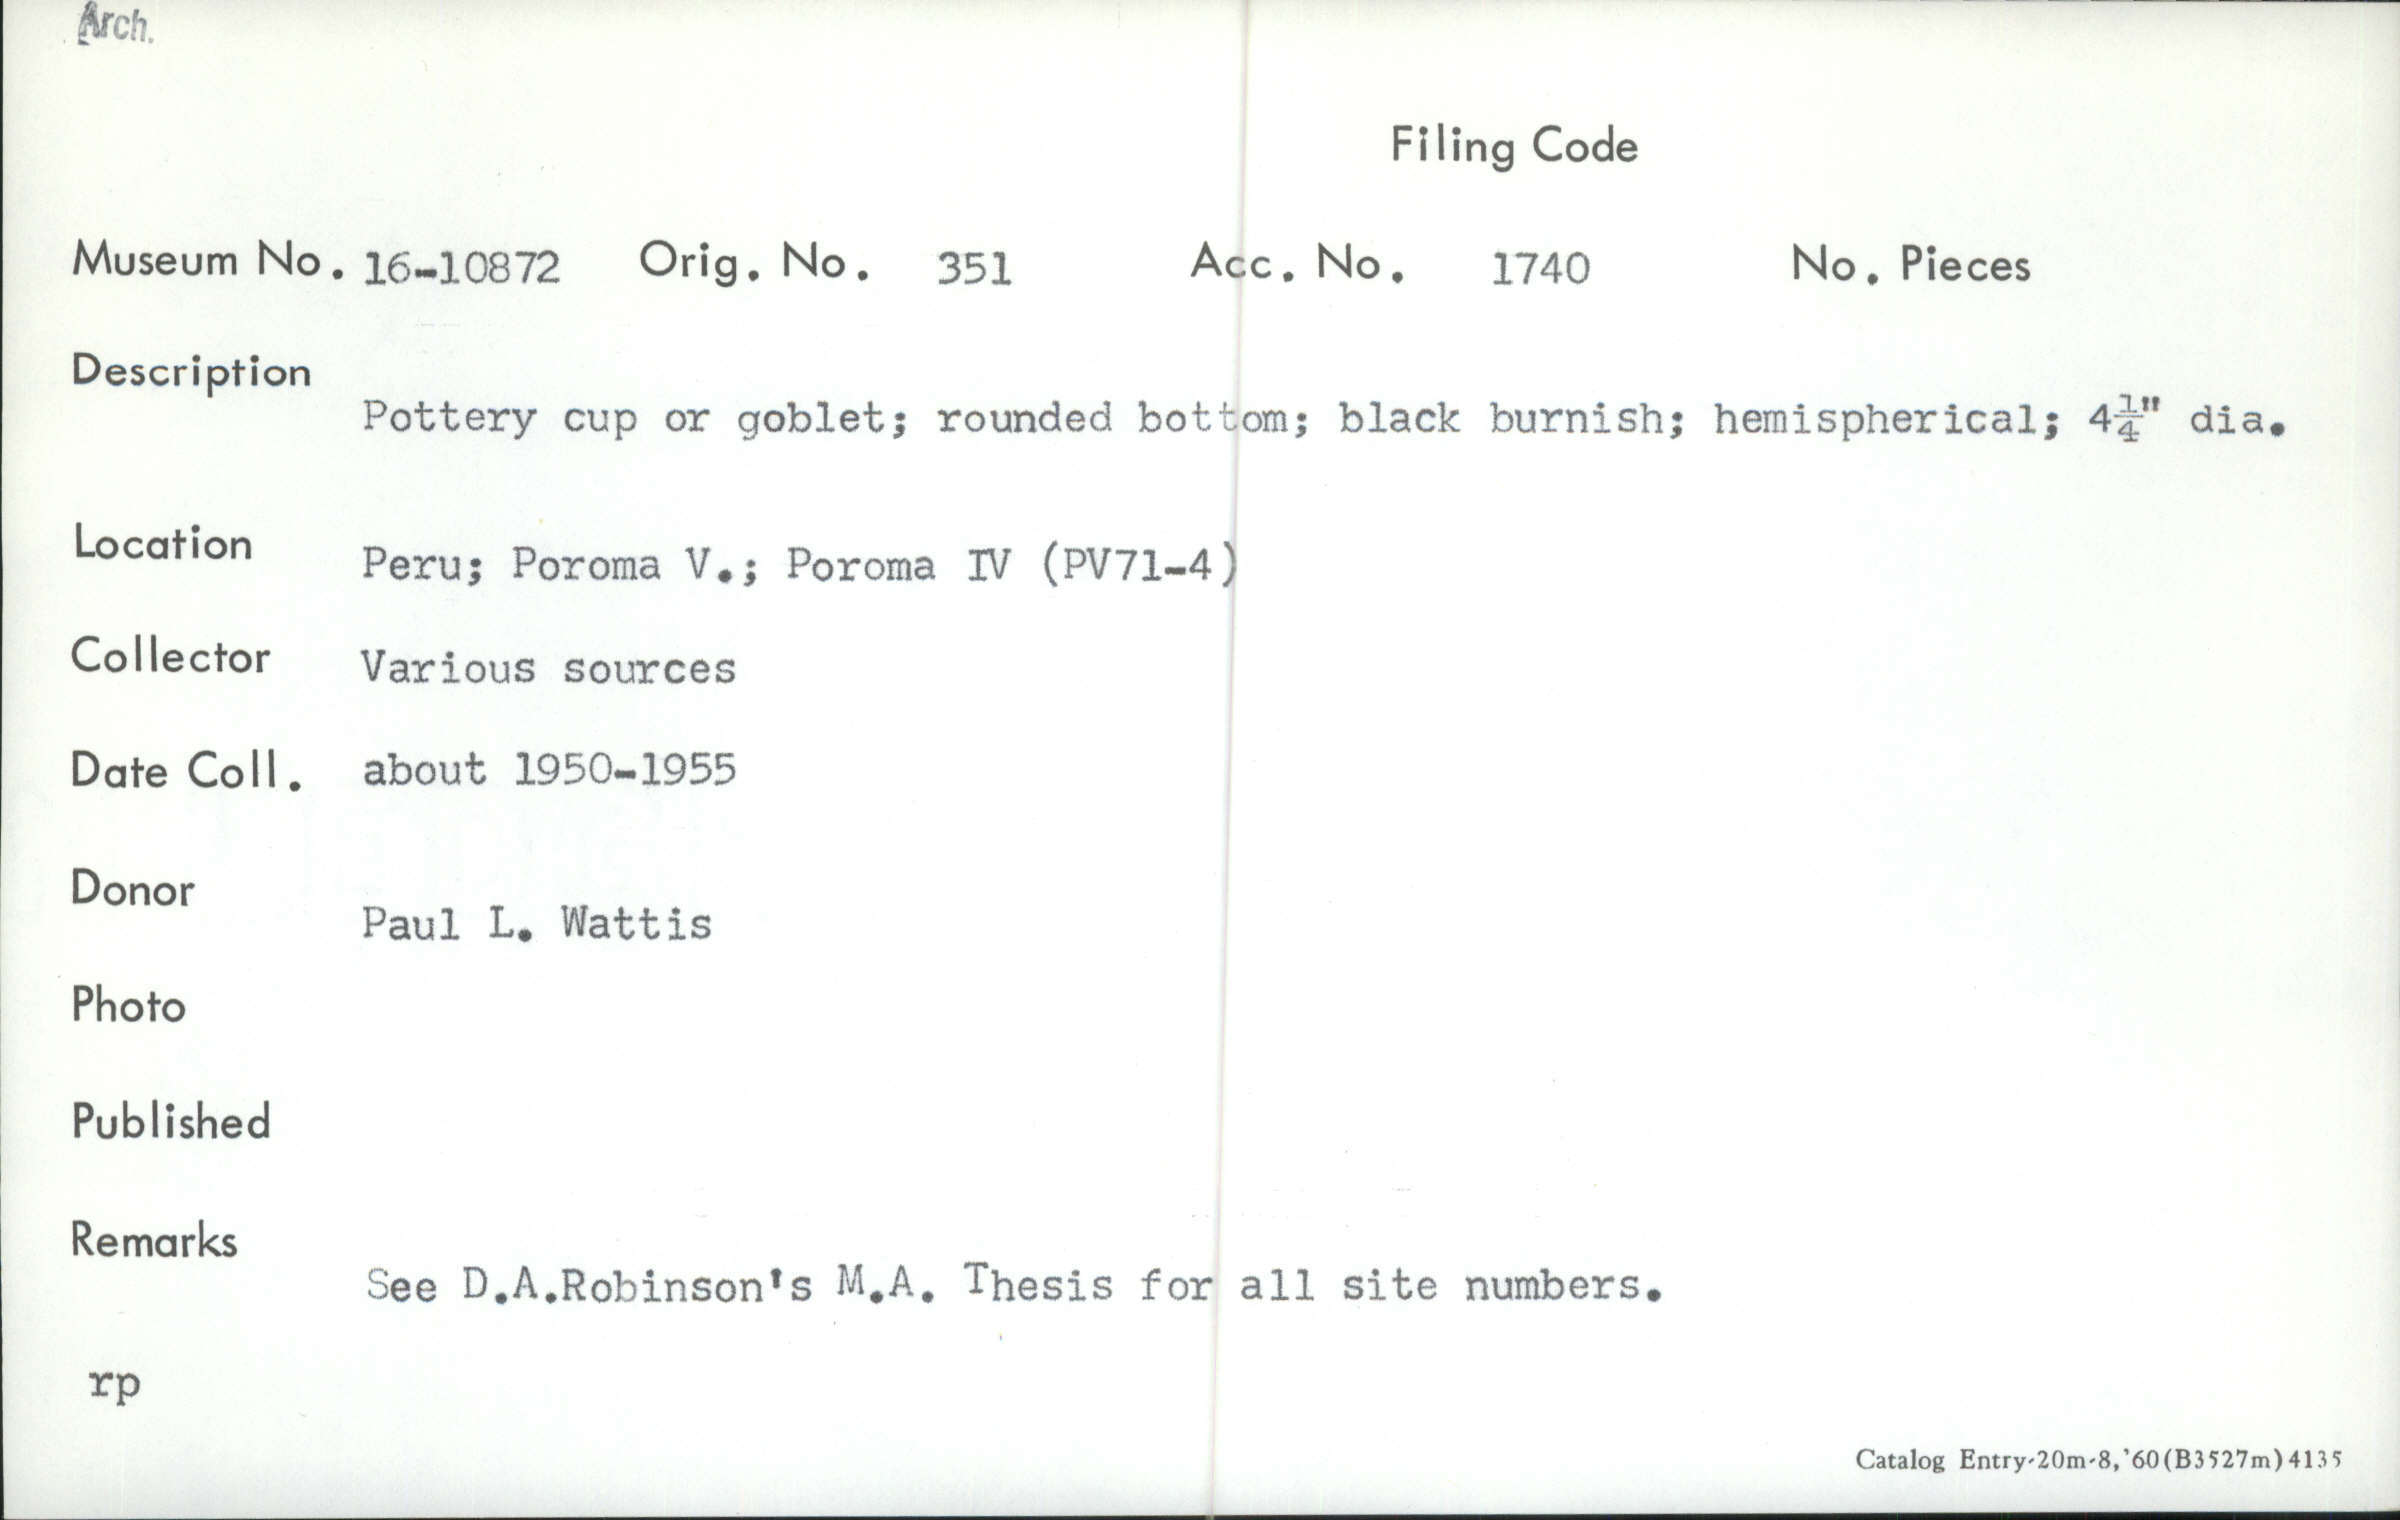 Arch.
Filing Code
Museum No. 16-10872 Orig. No. 351 Acc. No. 1740 No. Pieces
Description
Pottery cup or goblet; rounded bottom; black burnish; hemispherical; 4¼" dia.
Location
Peru; Poroma V.; Poroma IV (PV71-4)
Collector Various sources
Date Coll. about 1950-1955
Donor
Paul L. Wattis
Photo
Published
Remarks
See D.A.Robinson's M.A. Thesis for all site numbers.
rp
Catalog Entry-20m-8,'60(B3527m)4135